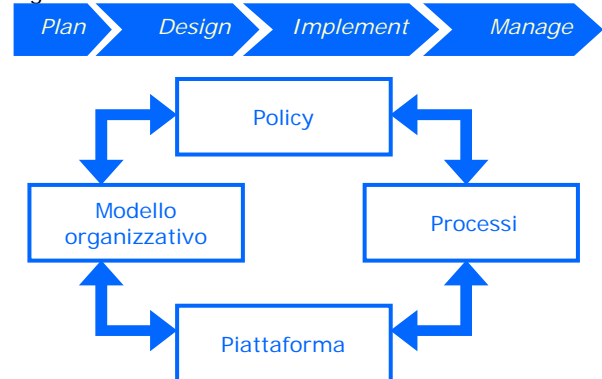 Plan Design Implement Manage
Policy
Modello
organizzativo
Processi
Piattaforma